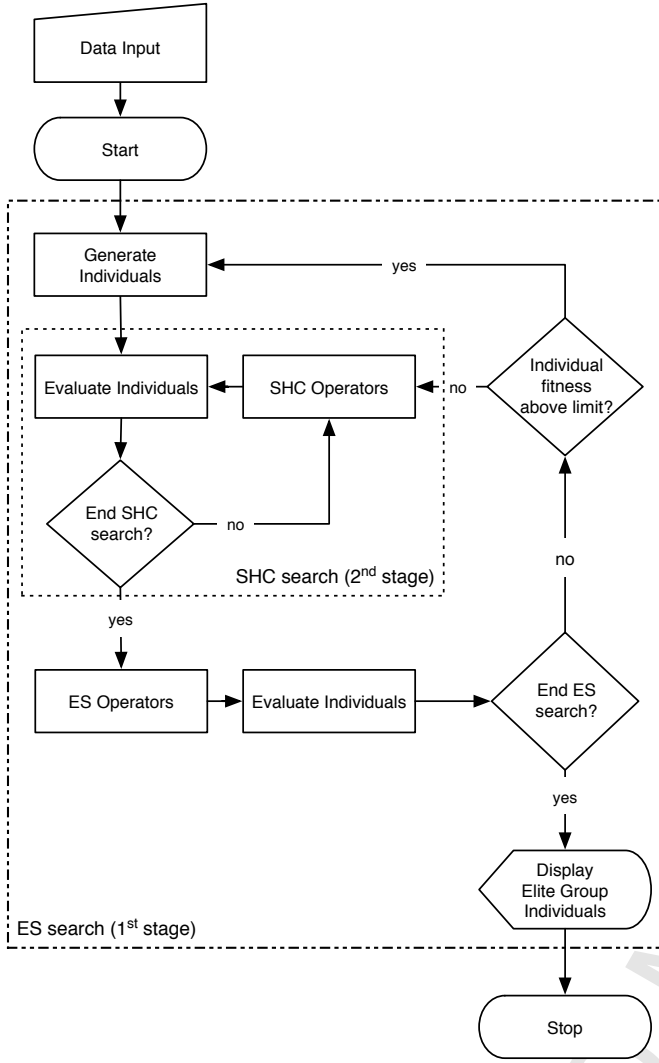 Data Input
Start
Generate
Individuals
yes
Evaluate Individuals
SHC Operators
no
Individual
fitness
above limit?
End SHC
search?
no
SHC search (2nd stage)
no
yes
ES Operators
Evaluate Individuals
End ES
search?
yes
Display
Elite Group
Individuals
ES search (1st stage)
Stop